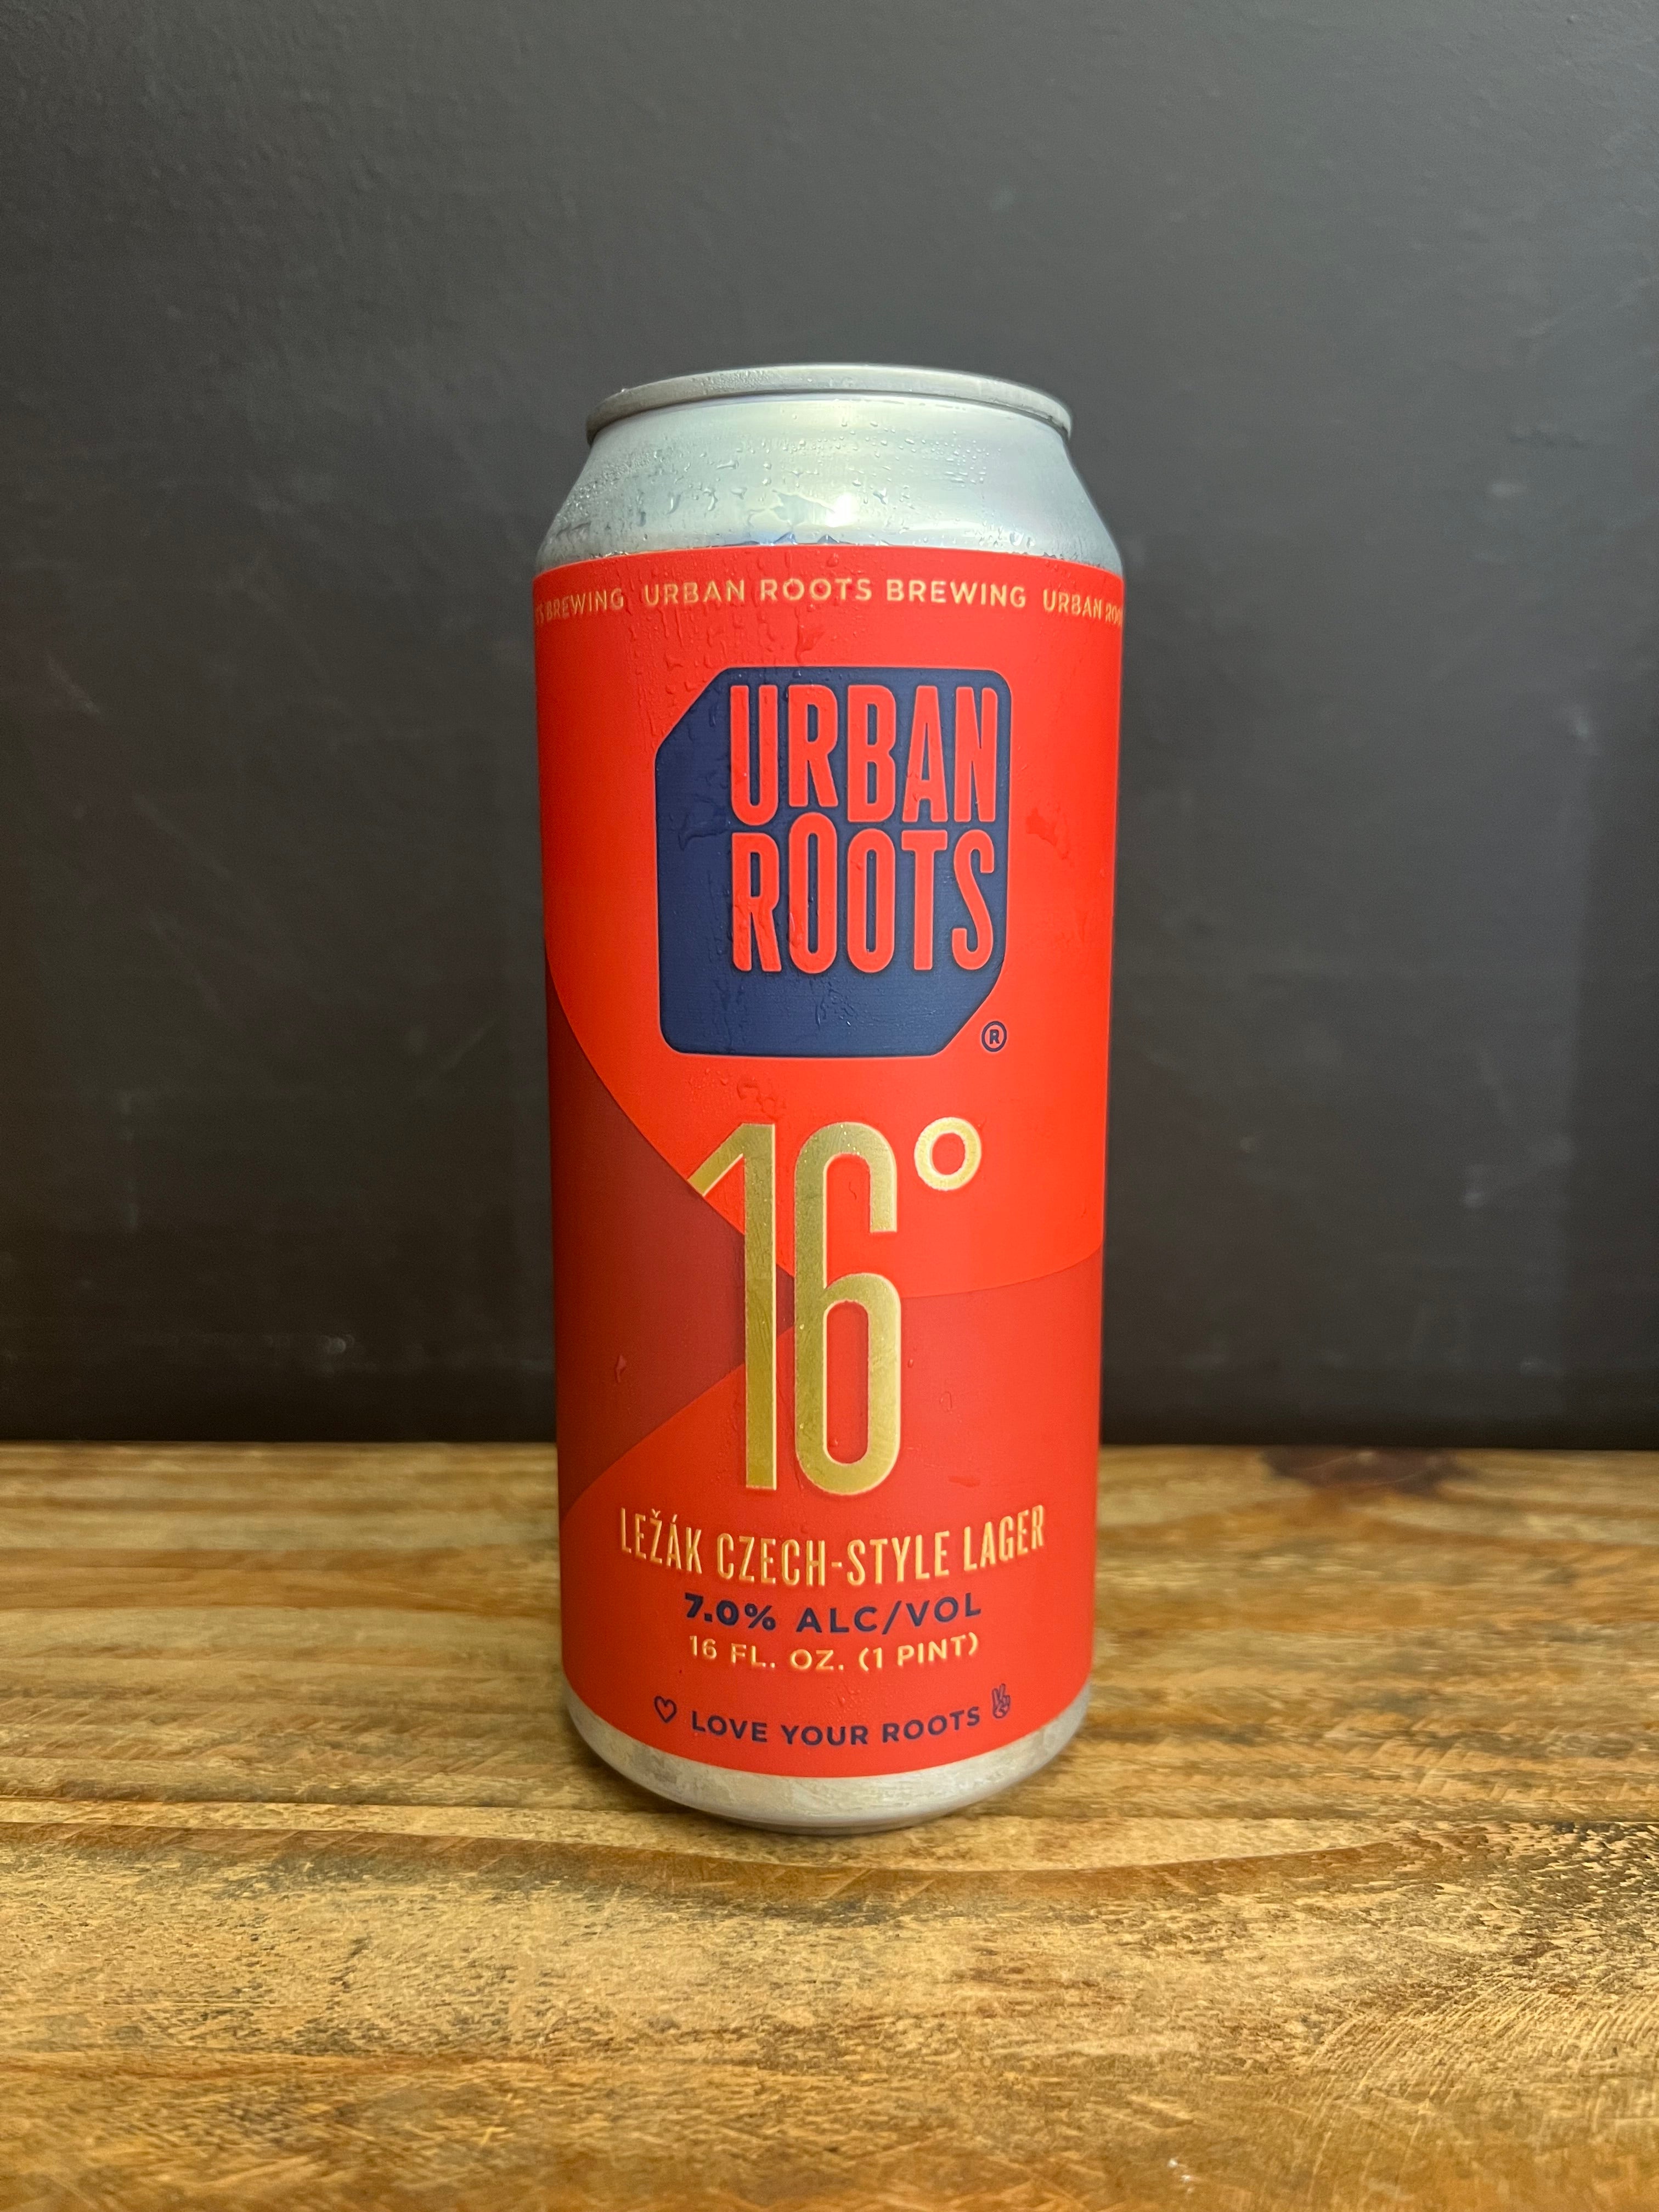 BREWING URBAN ROOTS BREWING URBAN
URBAN
ROOTS
®
16°
LEŽÁK CZECH-STYLE LAGER
7.0% ALC/VOL
16 FL. OZ. (1 PINT)
LOVE YOUR ROOTS